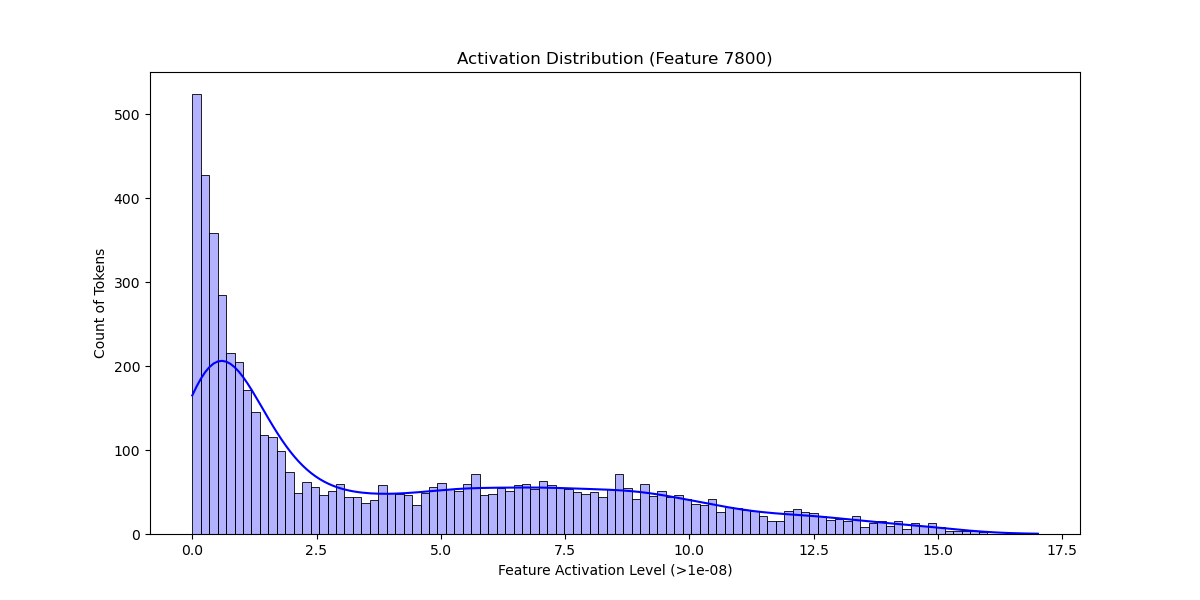 Activation Distribution (Feature 7800)
500
400
300
200
100
0
Count of Tokens
0.0 2.5 5.0 7.5 10.0 12.5 15.0 17.5
Feature Activation Level (>1e-08)